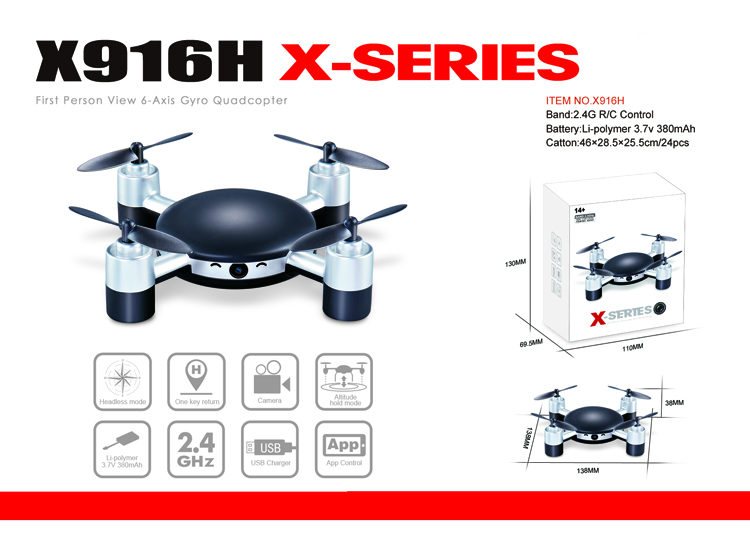 X916H X-SERIES
First Person View 6-Axis Gyro Quadcopter
ITEM NO.X916H
Band:2.4G R/C Control
Battery:Li-polymer 3.7v 380mAh
Catton:46×28.5×25.5cm/24pcs
14+
X-SERIES
130MM
69.5MM
110MM
Headless mode
H
One key return
Camera
Altitude
hold mode
Li-polymer
3.7V 380mAh
2.4
GHz
USB
USB Charger
App
App Control
38MM
138MM
138MM